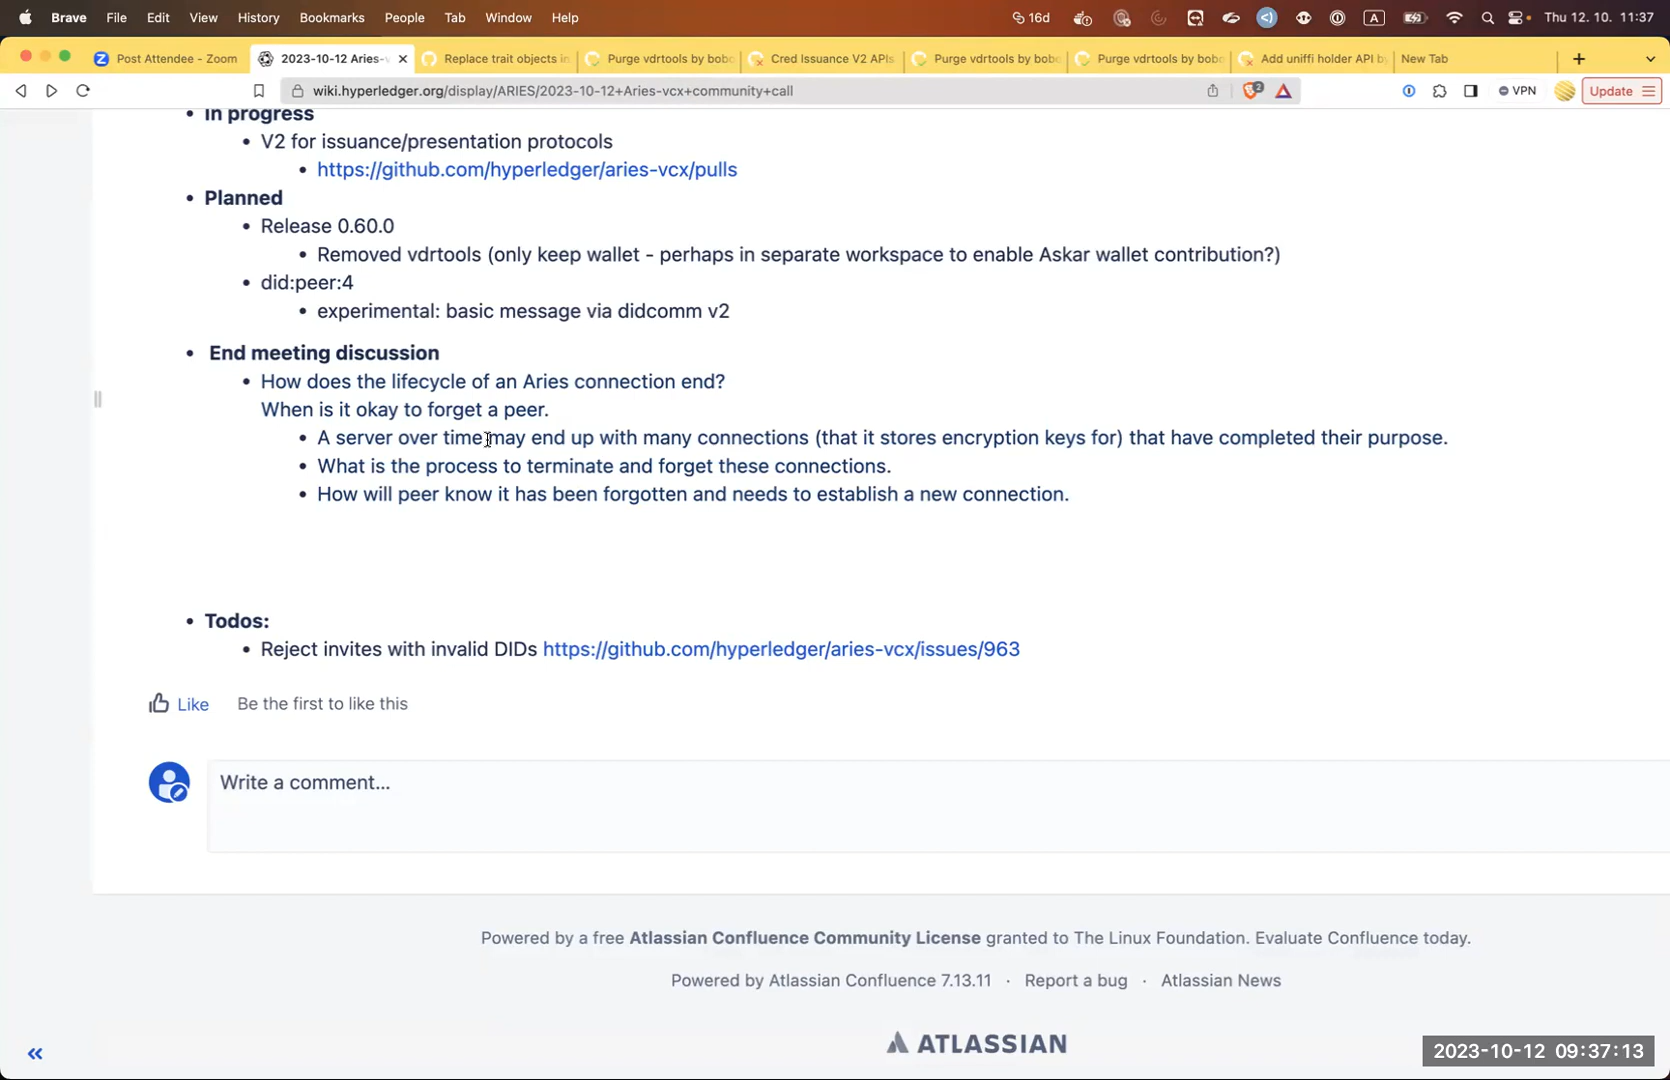 Brave File Edit View History Bookmarks People Tab Window Help 16d A Thu 12. 10. 11:37
Post Attendee - Zoom 2023-10-12 Aries-v Replace trait objects in Purge vdrtools by bobo Cred Issuance V2 APIs Purge vdrtools by bobo Purge vdrtools by bobo Add uniffi holder API by New Tab
wiki.hyperledger.org/display/ARIES/2023-10-12+Aries-vcx+community+call 2 VPN Update
In progress
V2 for issuance/presentation protocols
https://github.com/hyperledger/aries-vcx/pulls
Planned
Release 0.60.0
Removed vdrtools (only keep wallet - perhaps in separate workspace to enable Askar wallet contribution?)
did:peer:4
experimental: basic message via didcomm v2
End meeting discussion
How does the lifecycle of an Aries connection end?
When is it okay to forget a peer.
A server over time may end up with many connections (that it stores encryption keys for) that have completed their purpose.
What is the process to terminate and forget these connections.
How will peer know it has been forgotten and needs to establish a new connection.
Todos:
Reject invites with invalid DIDs https://github.com/hyperledger/aries-vcx/issues/963
Like Be the first to like this
Write a comment...
Powered by a free Atlassian Confluence Community License granted to The Linux Foundation. Evaluate Confluence today.
Powered by Atlassian Confluence 7.13.11 · Report a bug · Atlassian News
ATLASSIAN
2023-10-12 09:37:13